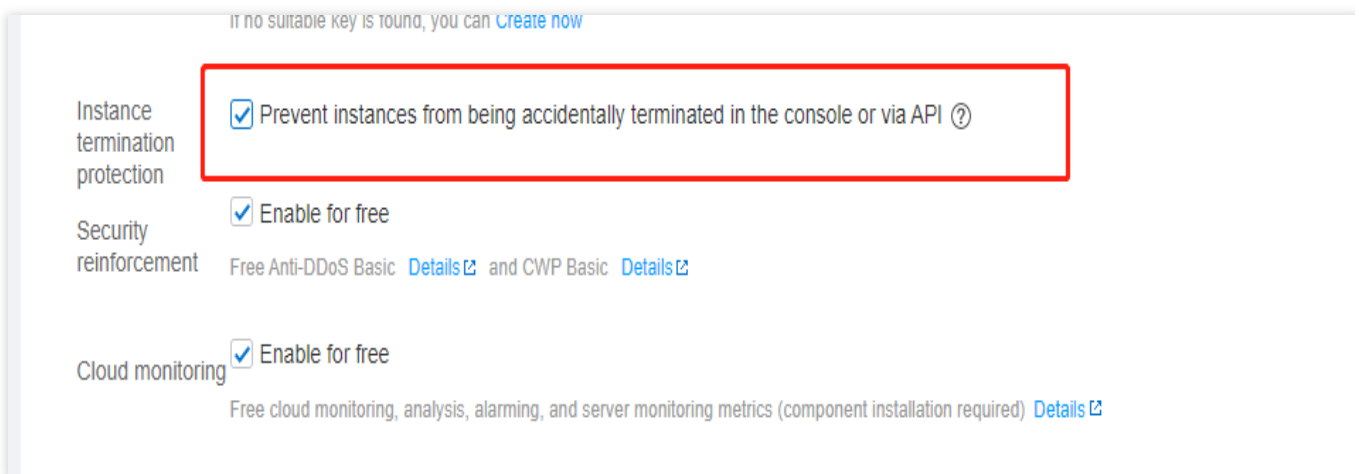 If no suitable key is found, you can Create now
Instance termination protection
Prevent instances from being accidentally terminated in the console or via API ?
Security reinforcement
Enable for free
Free Anti-DDoS Basic Details and CWP Basic Details
Cloud monitoring
Enable for free
Free cloud monitoring, analysis, alarming, and server monitoring metrics (component installation required) Details